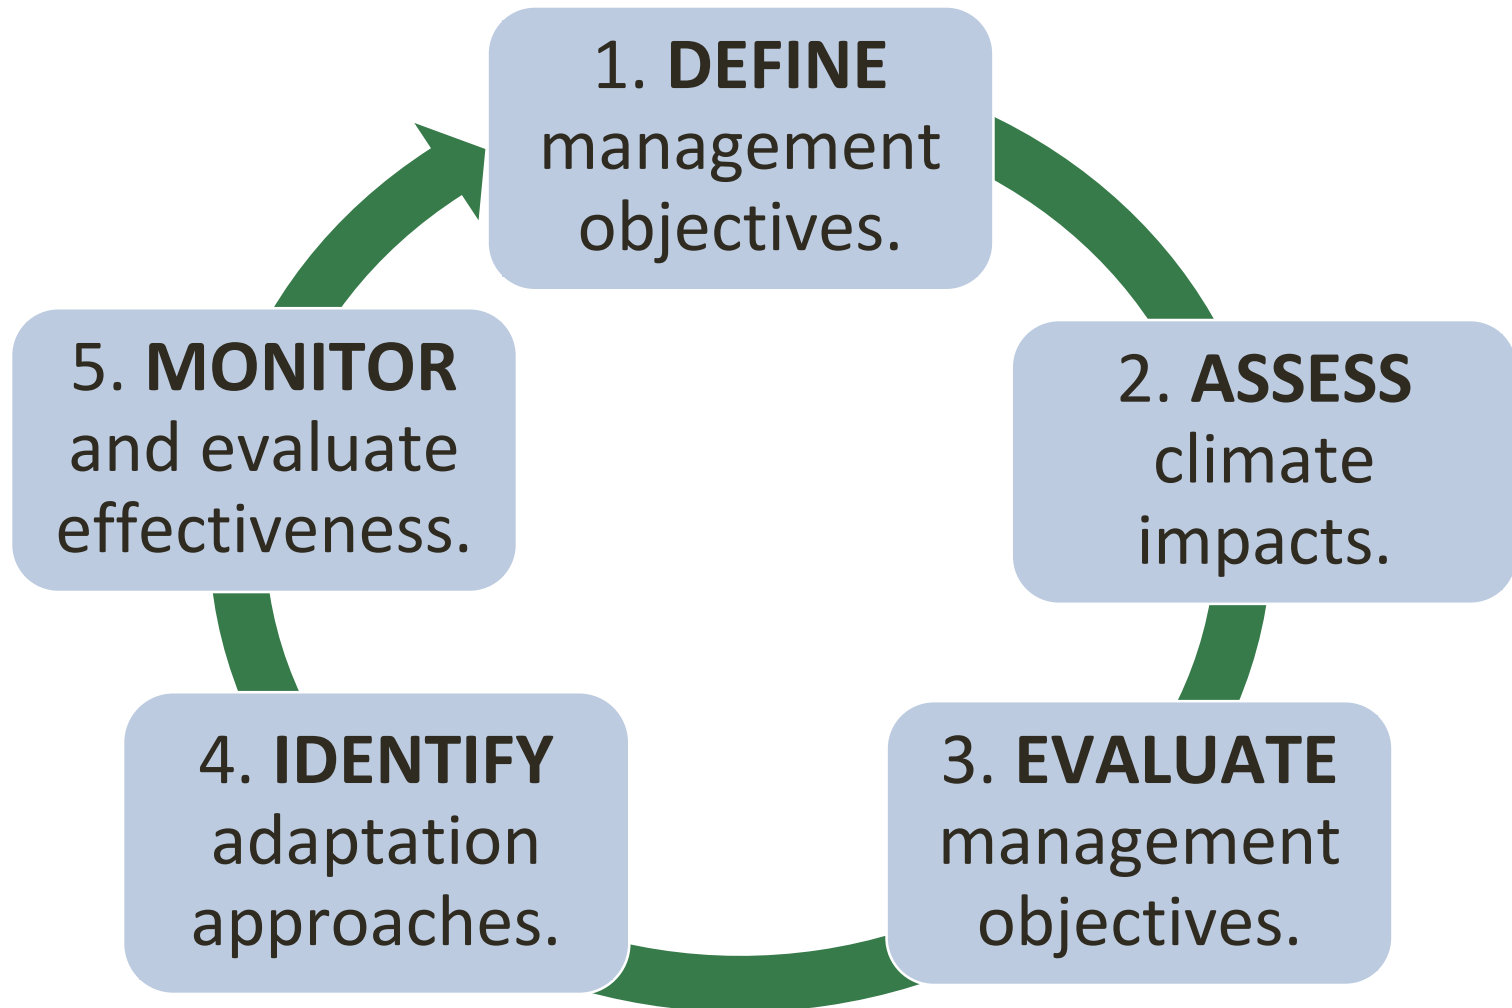 1. DEFINE
management
objectives.
2. ASSESS
climate
impacts.
3. EVALUATE
management
objectives.
4. IDENTIFY
adaptation
approaches.
5. MONITOR
and evaluate
effectiveness.